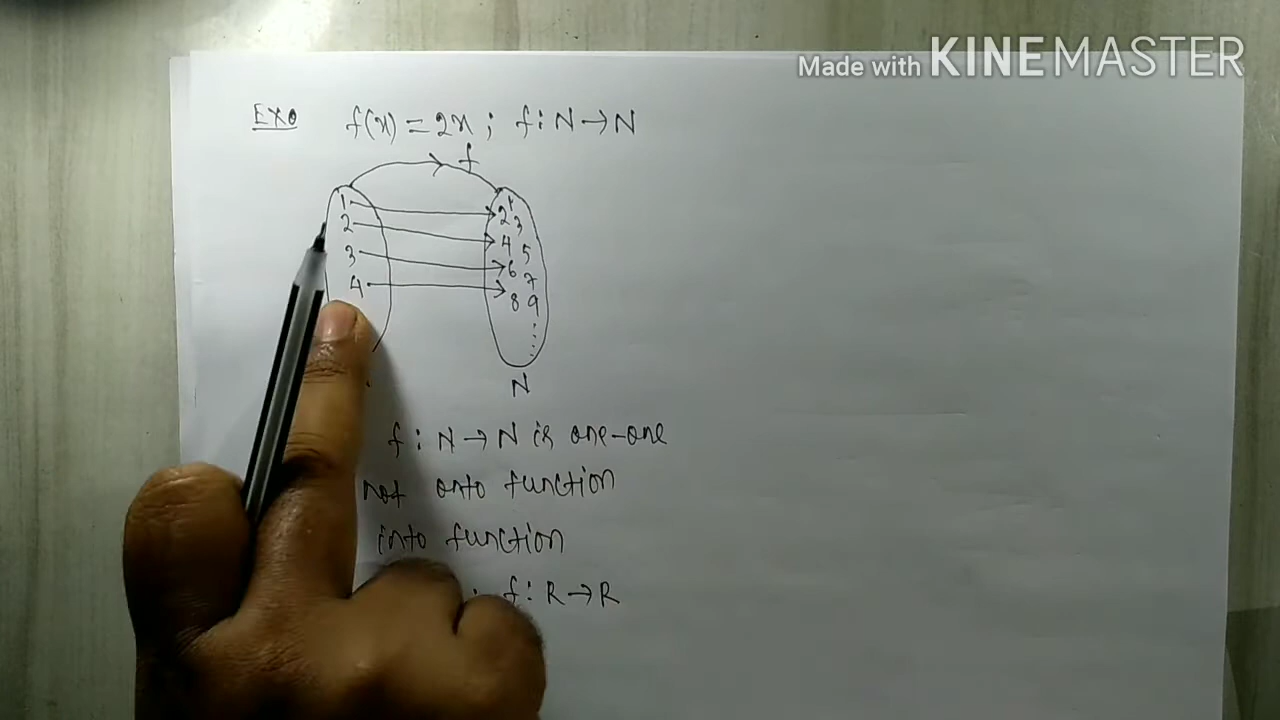 Made with KINEMASTER
Exo f(x) = 2x ; f : N → N
f
1 2 3 4
1 2 3 4 5 6 7 8 9
N
f : N → N is one-one
not onto function
into function
f : R → R